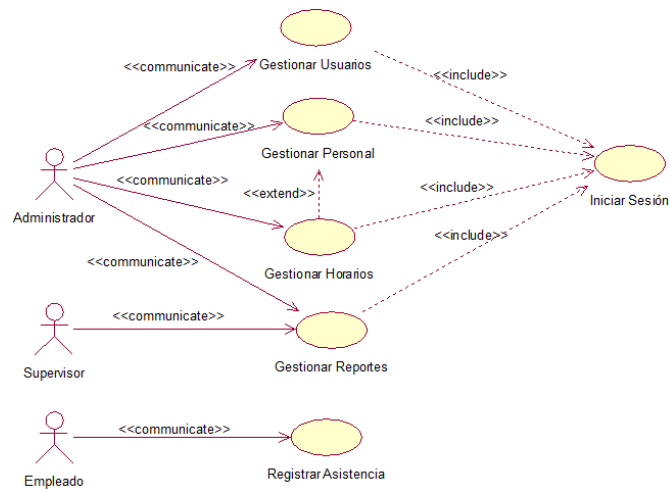 <<communicate>>
Gestionar Usuarios
<<include>>
<<communicate>>
<<include>>
Gestionar Personal
<<communicate>>
<<extend>>
<<include>>
Iniciar Sesión
Administrador
<<include>>
<<communicate>>
Gestionar Horarios
<<communicate>>
Supervisor
Gestionar Reportes
<<communicate>>
Empleado
Registrar Asistencia